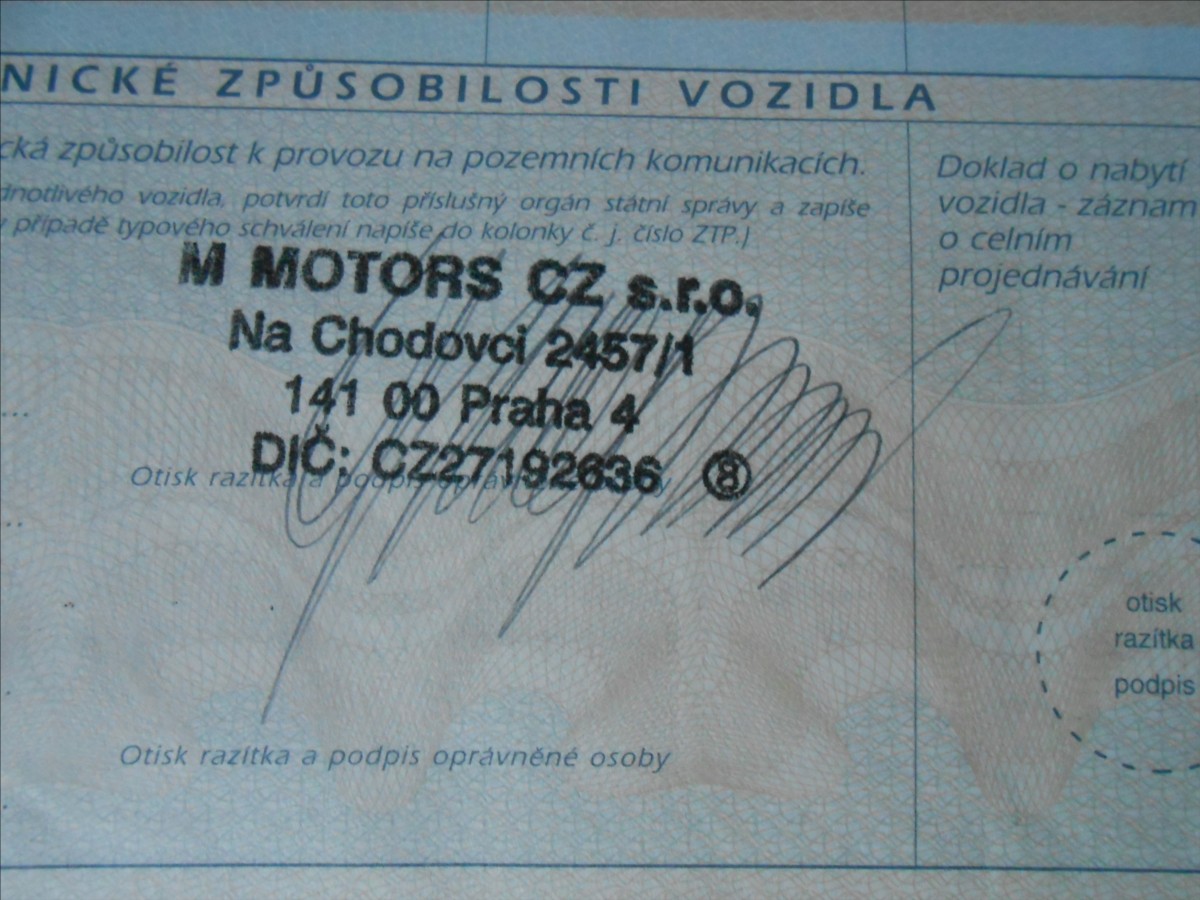 NICKÉ ZPŮSOBILOSTI VOZIDLA
cká způsobilost k provozu na pozemních komunikacích.
dnotlivého vozidla, potvrdí toto příslušný orgán státní správy a zapíše
v případě typového schválení napíše do kolonky č. j. číslo ZTP.)
M MOTORS CZ s.r.o.
Na Chodovci 2457/1
141 00 Praha 4
DIČ: CZ27192636 8
Otisk razítka a podpis oprávněné osoby
Otisk razítka a podpis oprávněné osoby
Doklad o nabytí
vozidla - záznam
o celním
projednávání
otisk
razítka
podpis